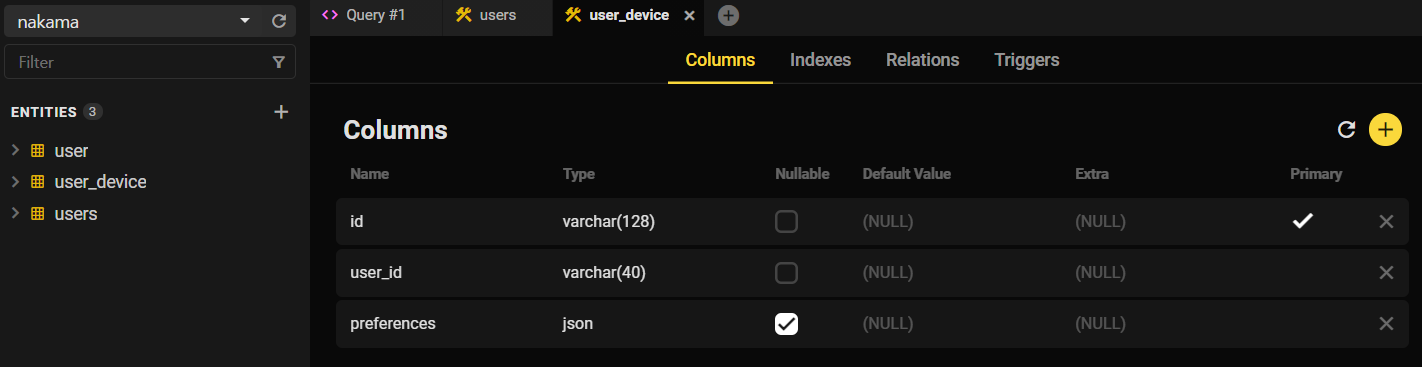 nakama
Filter
ENTITIES 3
user
user_device
users
Query #1 users user_device
Columns Indexes Relations Triggers
Columns
Name Type Nullable Default Value Extra Primary
id varchar(128) (NULL) (NULL)
user_id varchar(40) (NULL) (NULL)
preferences json (NULL) (NULL)